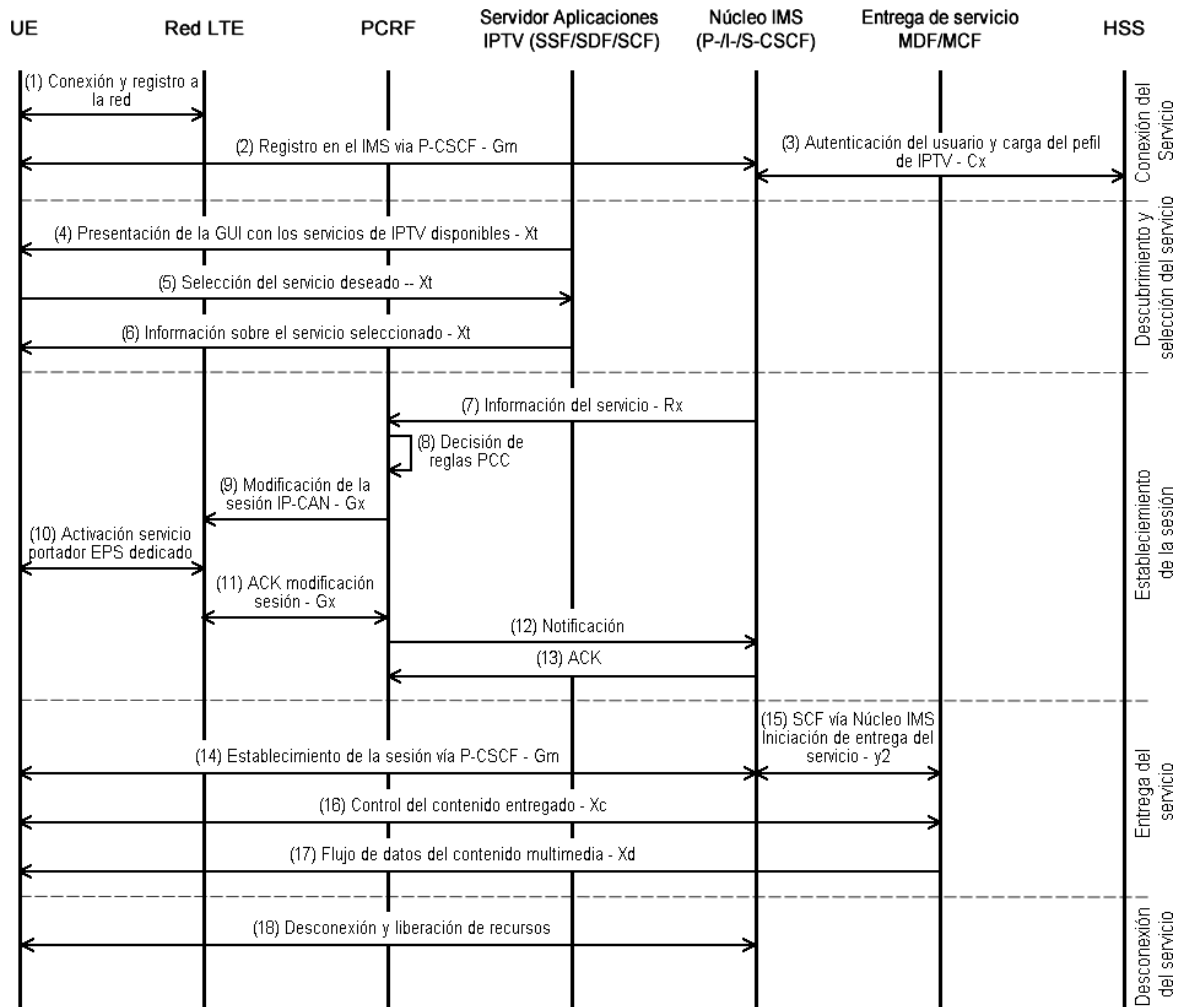 UE
Red LTE
PCRF
Servidor Aplicaciones
IPTV (SSF/SDF/SCF)
Núcleo IMS
(P-/I-/S-CSCF)
Entrega de servicio
MDF/MCF
HSS
(1) Conexión y registro a
la red
(2) Registro en el IMS via P-CSCF - Gm
(3) Autenticación del usuario y carga del pefil
de IPTV - Cx
Conexión del
Servicio
(4) Presentación de la GUI con los servicios de IPTV disponibles - Xt
(5) Selección del servicio deseado -- Xt
(6) Información sobre el servicio seleccionado - Xt
Descubrimiento y
selección del servicio
(7) Información del servicio - Rx
(8) Decisión de
reglas PCC
(9) Modificación de la
sesión IP-CAN - Gx
(10) Activación servicio
portador EPS dedicado
(11) ACK modificación
sesión - Gx
(12) Notificación
(13) ACK
Estableciemiento
de la sesión
(14) Establecimiento de la sesión vía P-CSCF - Gm
(15) SCF vía Núcleo IMS
Iniciación de entrega del
servicio - y2
(16) Control del contenido entregado - Xc
(17) Flujo de datos del contenido multimedia - Xd
Entrega del
servicio
(18) Desconexión y liberación de recursos
Desconexión
del servicio